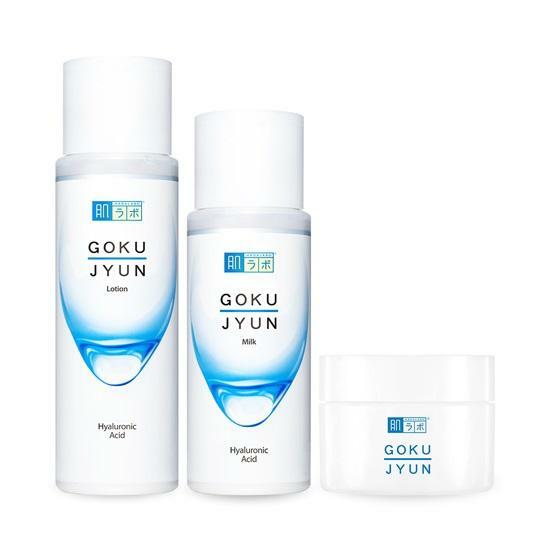 肌ラボ
GOKU
JYUN
Lotion
Hyaluronic
Acid
肌ラボ
GOKU
JYUN
Milk
Hyaluronic
Acid
肌ラボ
GOKU
JYUN